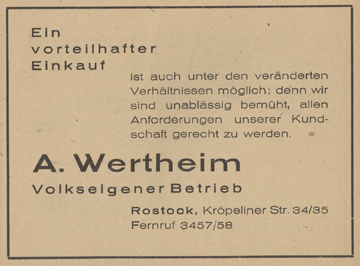 Ein
vorteilhafter
Einkauf
ist auch unter den veränderten
Verhältnissen möglich; denn wir
sind unablässig bemüht, allen
Anforderungen unserer Kund-
schaft gerecht zu werden.
A. Wertheim
Volkseigener Betrieb
Rostock, Kröpeliner Str. 34/35
Fernruf 3457/58